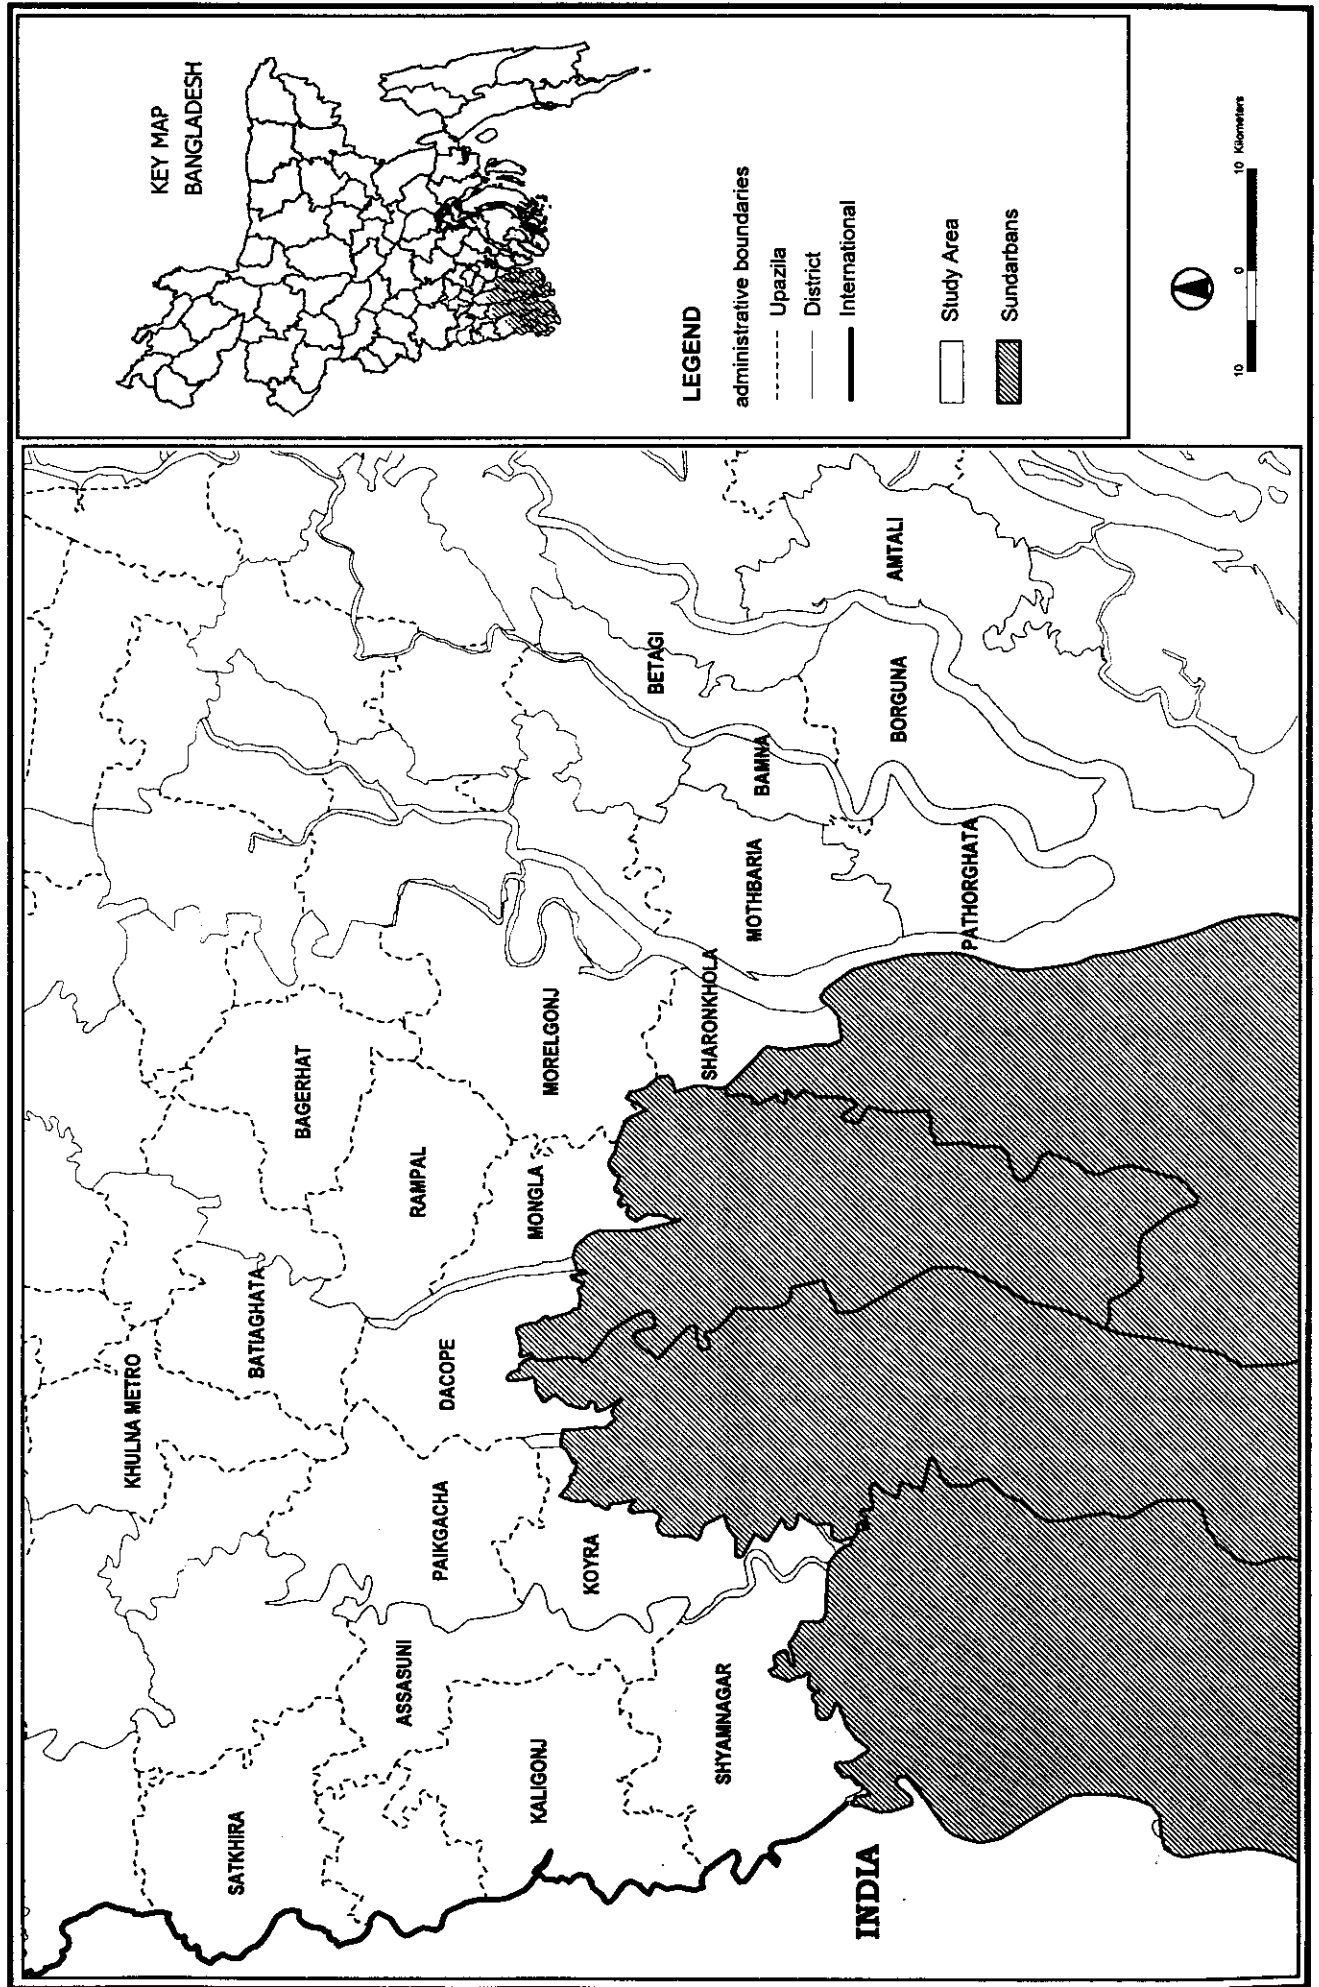 KEY MAP
BANGLADESH
LEGEND
administrative boundaries
Upazila
District
International
Study Area
Sundarbans
10 0 10 Kilometers
KHULNA METRO
SATKHIRA
BATIAGHATA
BAGERHAT
ASSASUNI
PAIKGACHA
DACOPE
RAMPAL
KALIGONJ
KOYRA
MONGLA
MORELGONJ
BETAGI
SHYAMNAGAR
SHARONKHOLA
MOTHBARIA
BAMNA
INDIA
BORGUNA
AMTALI
PATHORGHATA